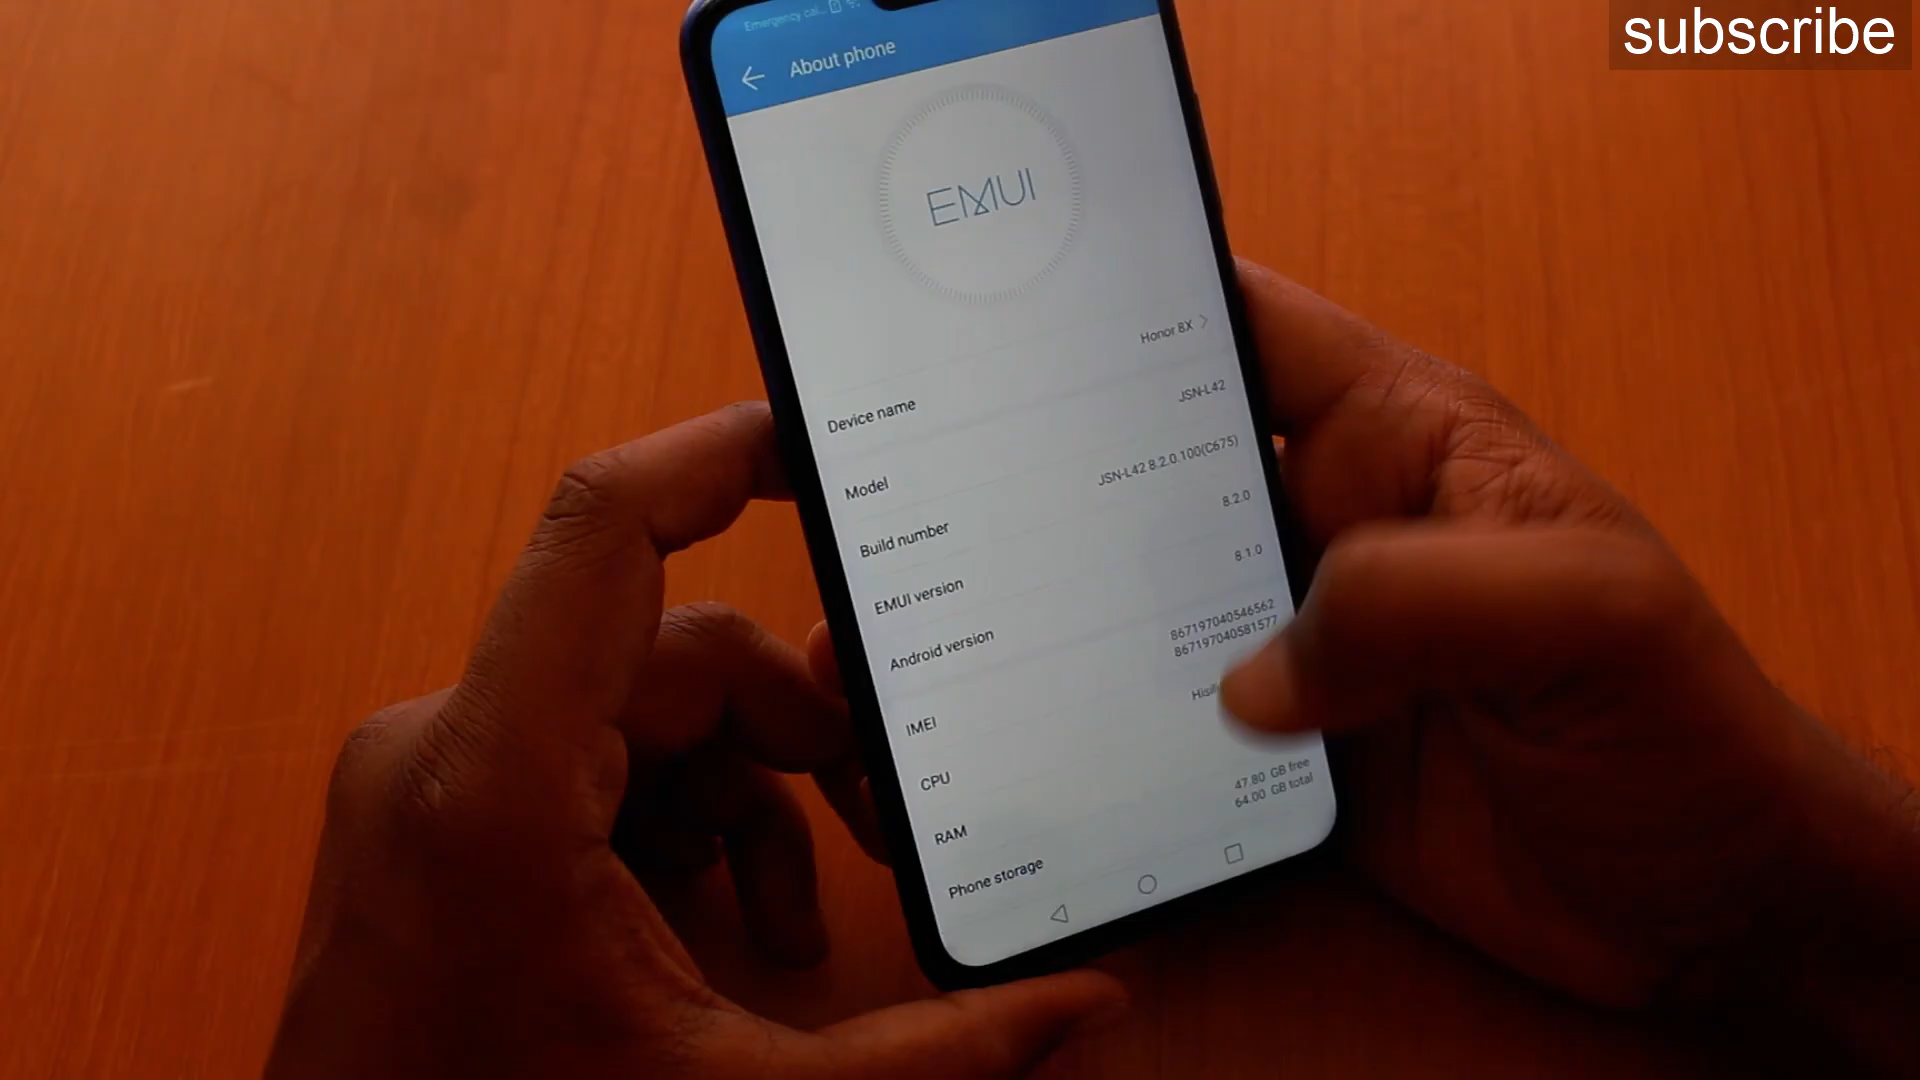 subscribe
Emergency cal...
About phone
EMUI
Device name Honor 8X
Model JSN-L42
Build number JSN-L42 8.2.0.100(C675)
EMUI version 8.2.0
Android version 8.1.0
IMEI 867197040546562
867197040581577
CPU
RAM
Phone storage 47.80 GB free
64.00 GB total